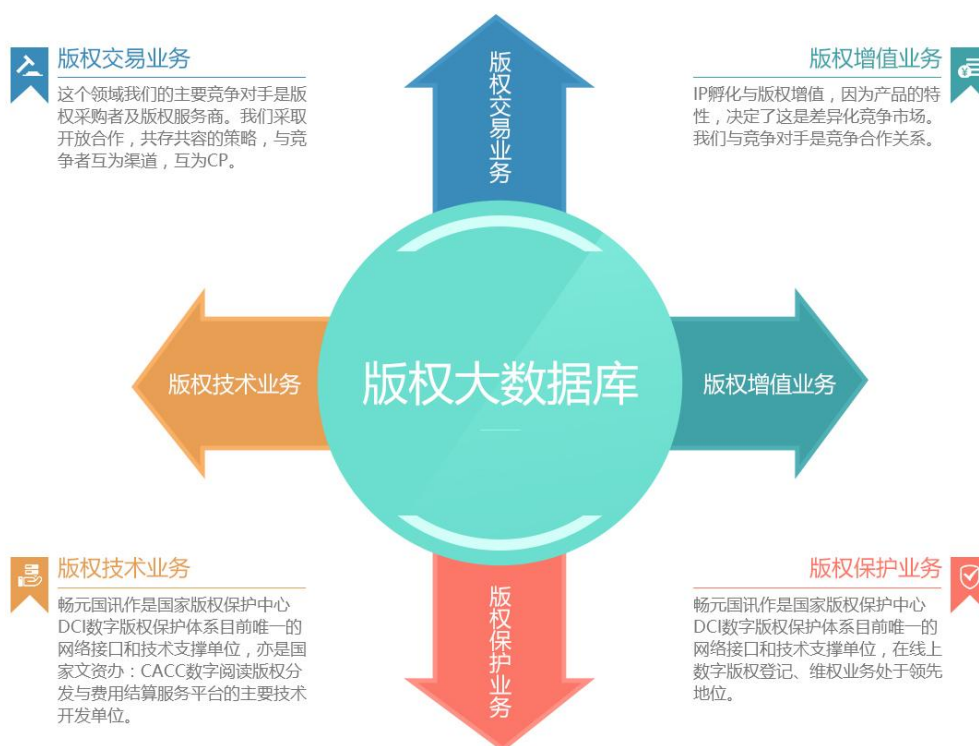 版权交易业务
这个领域我们的主要竞争对手是版
权采购者及版权服务商。我们采取
开放合作，共存共容的策略，与竞
争者互为渠道，互为CP。
版权交易业务
版权增值业务
IP孵化与版权增值，因为产品的特
性，决定了这是差异化竞争市场。
我们与竞争对手是竞争合作关系。
版权技术业务
版权大数据库
版权增值业务
版权技术业务
畅元国讯作是国家版权保护中心
DCI数字版权保护体系目前唯一的
网络接口和技术支撑单位，亦是国
家文资办：CACC数字阅读版权分
发与费用结算服务平台的主要技术
开发单位。
版权保护业务
版权保护业务
畅元国讯作是国家版权保护中心
DCI数字版权保护体系目前唯一的
网络接口和技术支撑单位，在线上
数字版权登记、维权业务处于领先
地位。